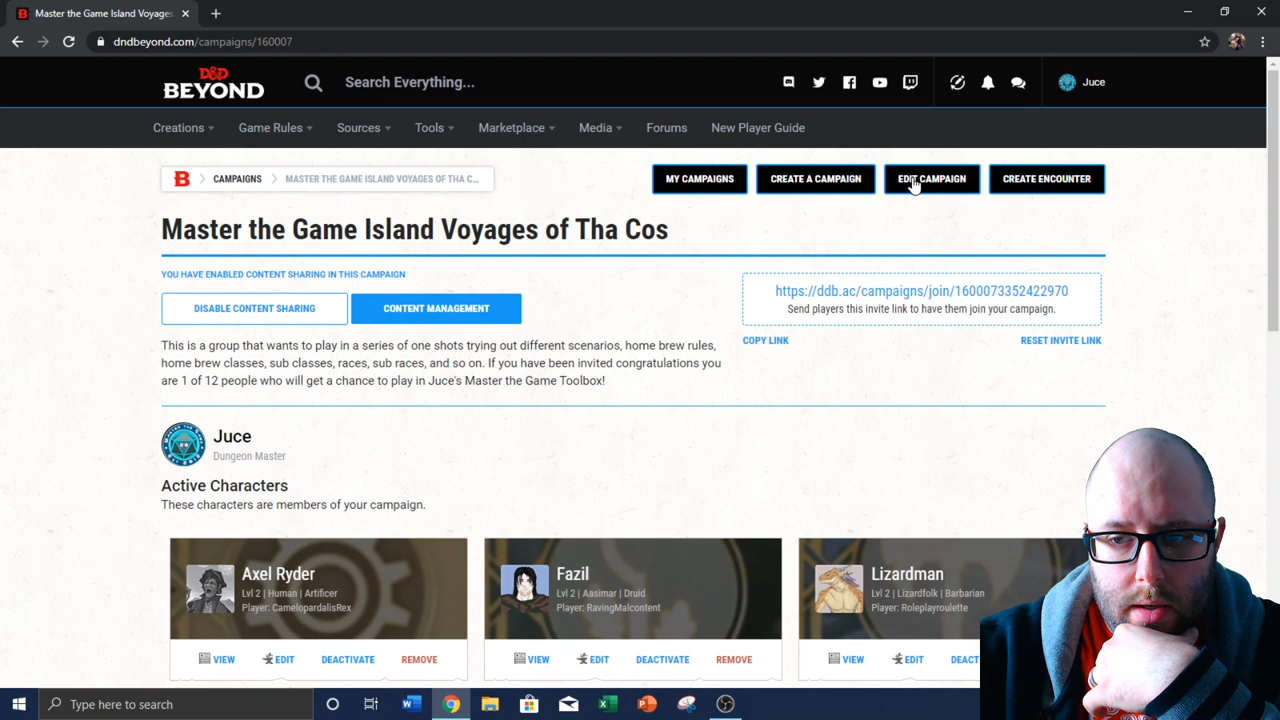 Master the Game Island Voyages
dndbeyond.com/campaigns/160007
D&D
BEYOND
Search Everything...
Juce
Creations
Game Rules
Sources
Tools
Marketplace
Media
Forums
New Player Guide
B
CAMPAIGNS
MASTER THE GAME ISLAND VOYAGES OF THA C...
MY CAMPAIGNS
CREATE A CAMPAIGN
EDIT CAMPAIGN
CREATE ENCOUNTER
Master the Game Island Voyages of Tha Cos
YOU HAVE ENABLED CONTENT SHARING IN THIS CAMPAIGN
DISABLE CONTENT SHARING
CONTENT MANAGEMENT
https://ddb.ac/campaigns/join/1600073352422970
Send players this invite link to have them join your campaign.
COPY LINK
RESET INVITE LINK
This is a group that wants to play in a series of one shots trying out different scenarios, home brew rules,
home brew classes, sub classes, races, sub races, and so on. If you have been invited congratulations you
are 1 of 12 people who will get a chance to play in Juce's Master the Game Toolbox!
Juce
Dungeon Master
Active Characters
These characters are members of your campaign.
Axel Ryder
Lvl 2 | Human | Artificer
Player: CamelopardalisRex
VIEW
EDIT
DEACTIVATE
REMOVE
Fazil
Lvl 2 | Aasimar | Druid
Player: RavingMalcontent
VIEW
EDIT
DEACTIVATE
REMOVE
Lizardman
Lvl 2 | Lizardfolk | Barbarian
Player: Roleplayroulette
VIEW
EDIT
DEACT
Type here to search